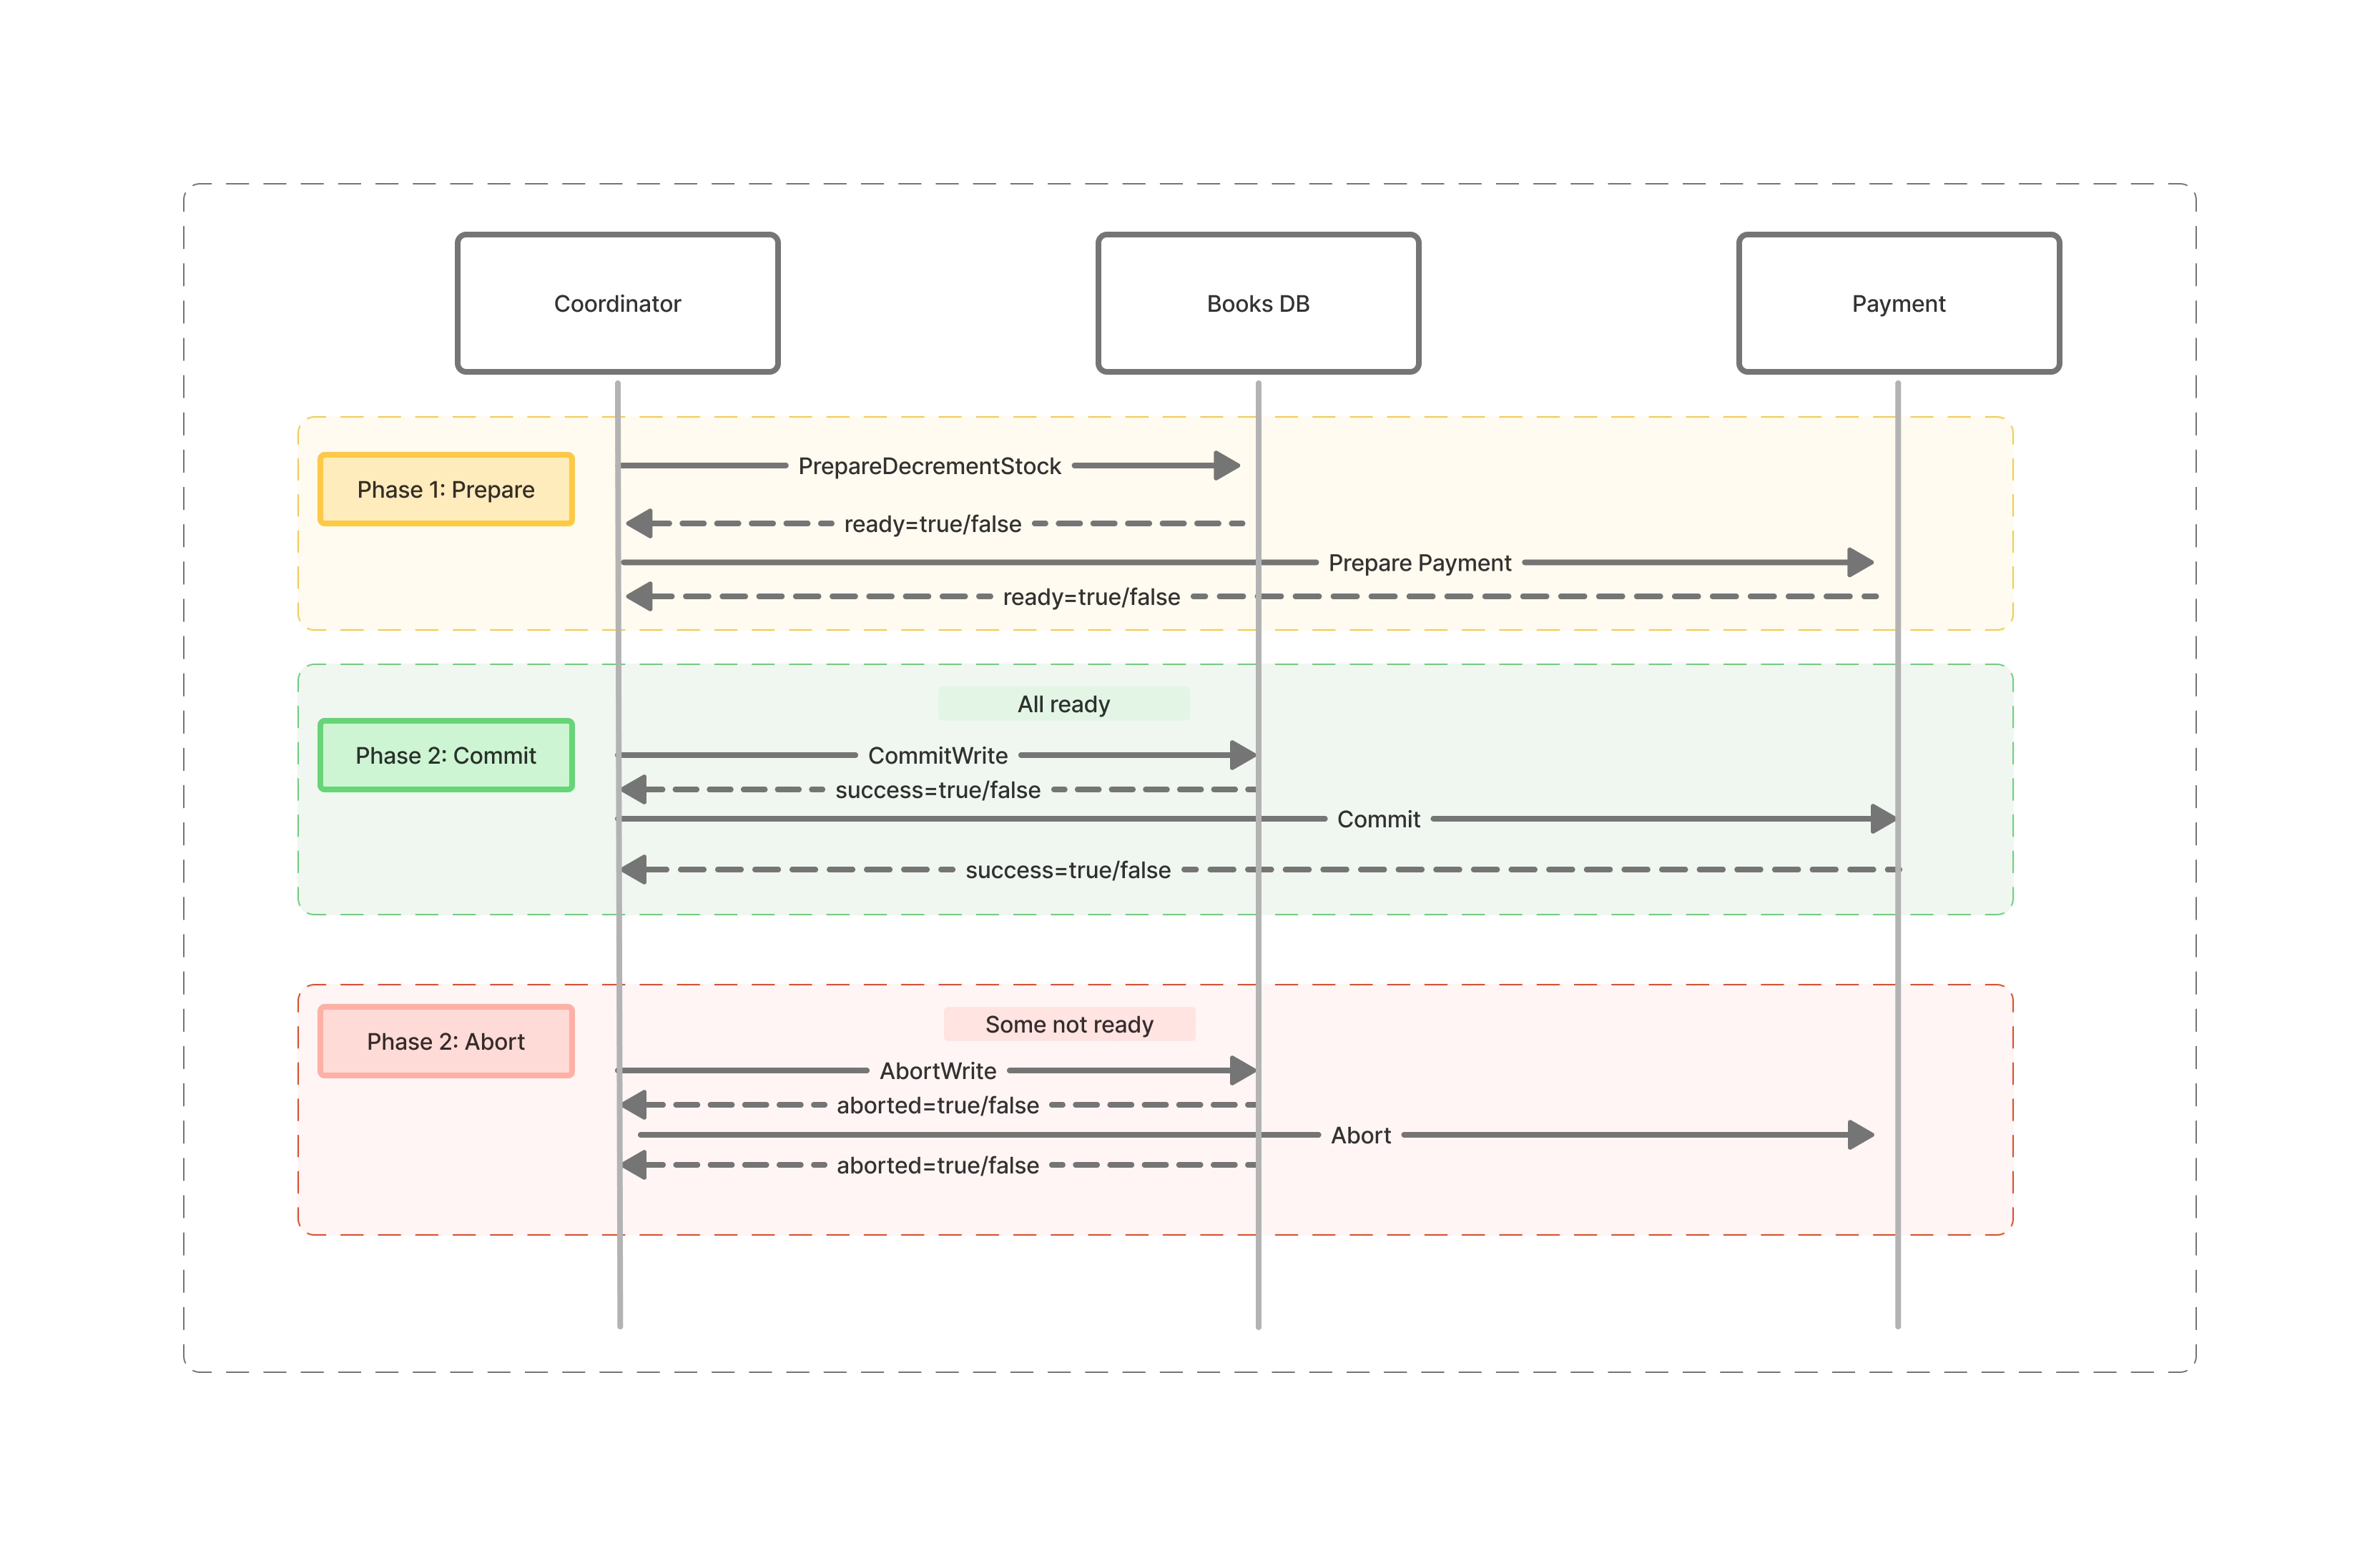 Coordinator
Books DB
Payment
Phase 1: Prepare
PrepareDecrementStock
ready=true/false
Prepare Payment
ready=true/false
All ready
Phase 2: Commit
CommitWrite
success=true/false
Commit
success=true/false
Some not ready
Phase 2: Abort
AbortWrite
aborted=true/false
Abort
aborted=true/false